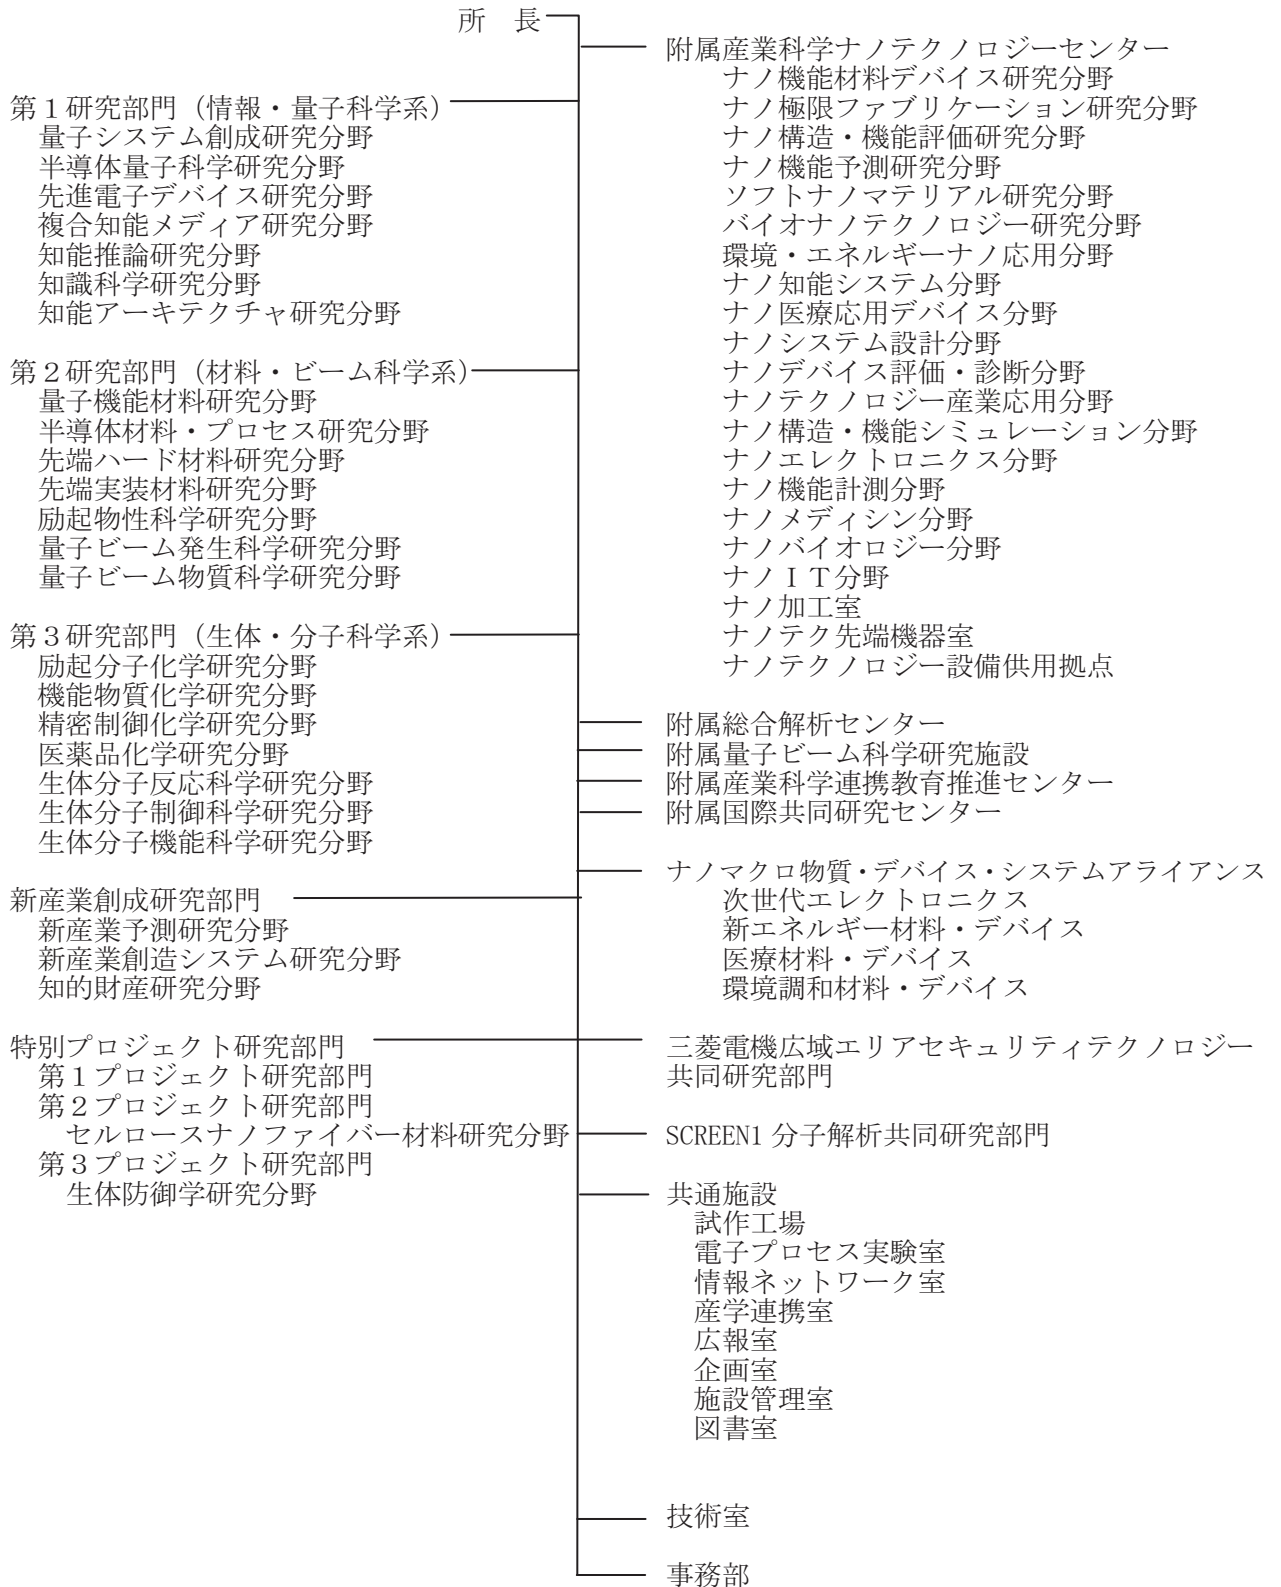 所　長
第１研究部門（情報・量子科学系）
量子システム創成研究分野
半導体量子科学研究分野
先進電子デバイス研究分野
複合知能メディア研究分野
知能推論研究分野
知識科学研究分野
知能アーキテクチャ研究分野
第２研究部門（材料・ビーム科学系）
量子機能材料研究分野
半導体材料・プロセス研究分野
先端ハード材料研究分野
先端実装材料研究分野
励起物性科学研究分野
量子ビーム発生科学研究分野
量子ビーム物質科学研究分野
第３研究部門（生体・分子科学系）
励起分子化学研究分野
機能物質化学研究分野
精密制御化学研究分野
医薬品化学研究分野
生体分子反応科学研究分野
生体分子制御科学研究分野
生体分子機能科学研究分野
新産業創成研究部門
新産業予測研究分野
新産業創造システム研究分野
知的財産研究分野
特別プロジェクト研究部門
第１プロジェクト研究部門
第２プロジェクト研究部門
セルロースナノファイバー材料研究分野
第３プロジェクト研究部門
生体防御学研究分野
附属産業科学ナノテクノロジーセンター
ナノ機能材料デバイス研究分野
ナノ極限ファブリケーション研究分野
ナノ構造・機能評価研究分野
ナノ機能予測研究分野
ソフトナノマテリアル研究分野
バイオナノテクノロジー研究分野
環境・エネルギーナノ応用分野
ナノ知能システム分野
ナノ医療応用デバイス分野
ナノシステム設計分野
ナノデバイス評価・診断分野
ナノテクノロジー産業応用分野
ナノ構造・機能シミュレーション分野
ナノエレクトロニクス分野
ナノ機能計測分野
ナノメディシン分野
ナノバイオロジー分野
ナノＩＴ分野
ナノ加工室
ナノテク先端機器室
ナノテクノロジー設備供用拠点
附属総合解析センター
附属量子ビーム科学研究施設
附属産業科学連携教育推進センター
附属国際共同研究センター
ナノマクロ物質・デバイス・システムアライアンス
次世代エレクトロニクス
新エネルギー材料・デバイス
医療材料・デバイス
環境調和材料・デバイス
三菱電機広域エリアセキュリティテクノロジー
共同研究部門
SCREEN1 分子解析共同研究部門
共通施設
試作工場
電子プロセス実験室
情報ネットワーク室
産学連携室
広報室
企画室
施設管理室
図書室
技術室
事務部